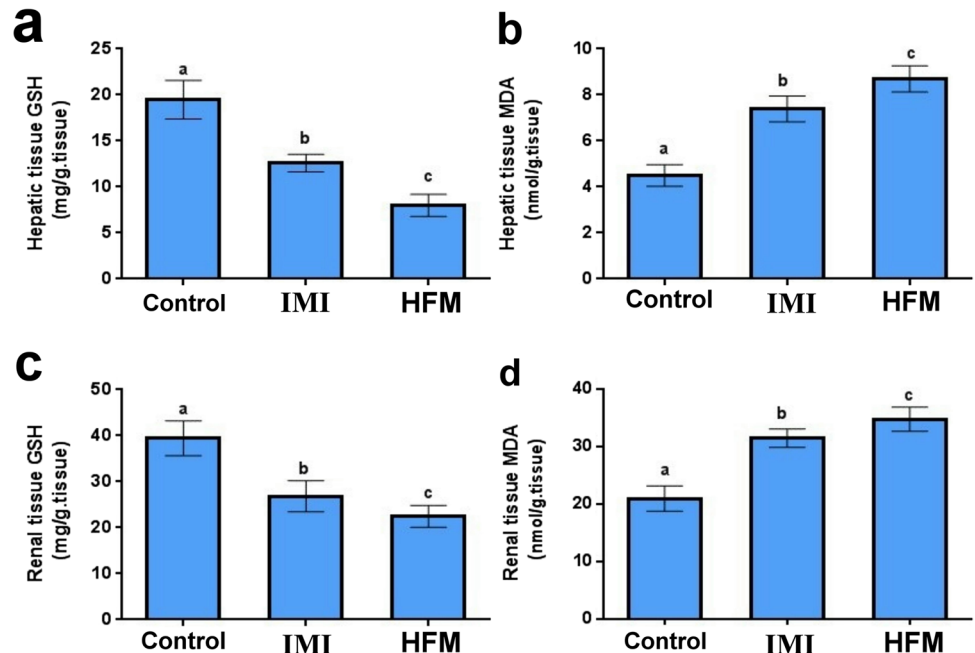 a
Hepatic tissue GSH
(mg/g.tissue)
25
20
15
10
5
0
a
b
c
Control IMI HFM
b
Hepatic tissue MDA
(nmol/g.tissue)
10
8
6
4
2
0
a
b
c
Control IMI HFM
c
Renal tissue GSH
(mg/g.tissue)
50
40
30
20
10
0
a
b
c
Control IMI HFM
d
Renal tissue MDA
(nmol/g.tissue)
40
30
20
10
0
a
b
c
Control IMI HFM